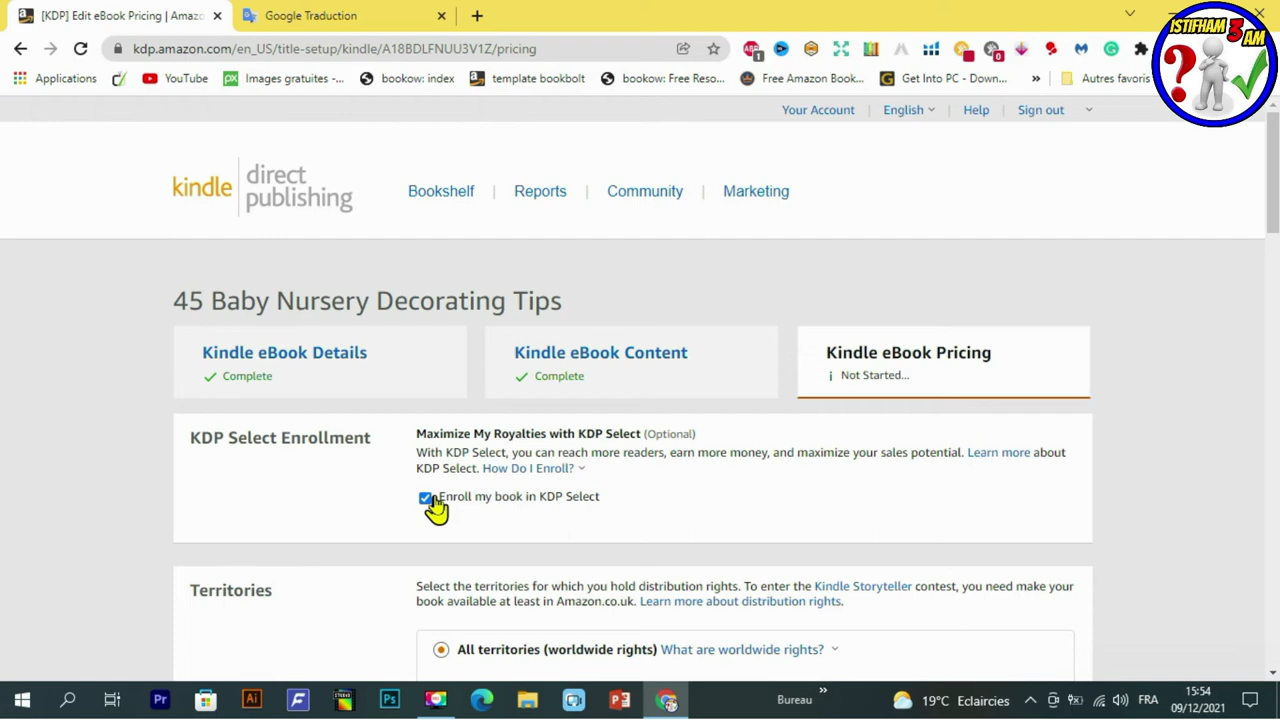 [KDP] Edit eBook Pricing | Amazo
Google Traduction
ISTIFHAM 3AM
kdp.amazon.com/en_US/title-setup/kindle/A18BDLFNUU3V1Z/pricing
Applications
YouTube
Images gratuites -...
bookow: index
template bookbolt
bookow: Free Reso...
Free Amazon Book...
Get Into PC - Down...
»
Autres favoris
Your Account
English
Help
Sign out
kindle direct publishing
Bookshelf
Reports
Community
Marketing
45 Baby Nursery Decorating Tips
Kindle eBook Details
Complete
Kindle eBook Content
Complete
Kindle eBook Pricing
Not Started...
KDP Select Enrollment
Maximize My Royalties with KDP Select (Optional)
With KDP Select, you can reach more readers, earn more money, and maximize your sales potential. Learn more about
KDP Select. How Do I Enroll?
Enroll my book in KDP Select
Territories
Select the territories for which you hold distribution rights. To enter the Kindle Storyteller contest, you need make your
book available at least in Amazon.co.uk. Learn more about distribution rights.
All territories (worldwide rights) What are worldwide rights?
Bureau
»
19°C Eclaircies
FRA
15:54
09/12/2021